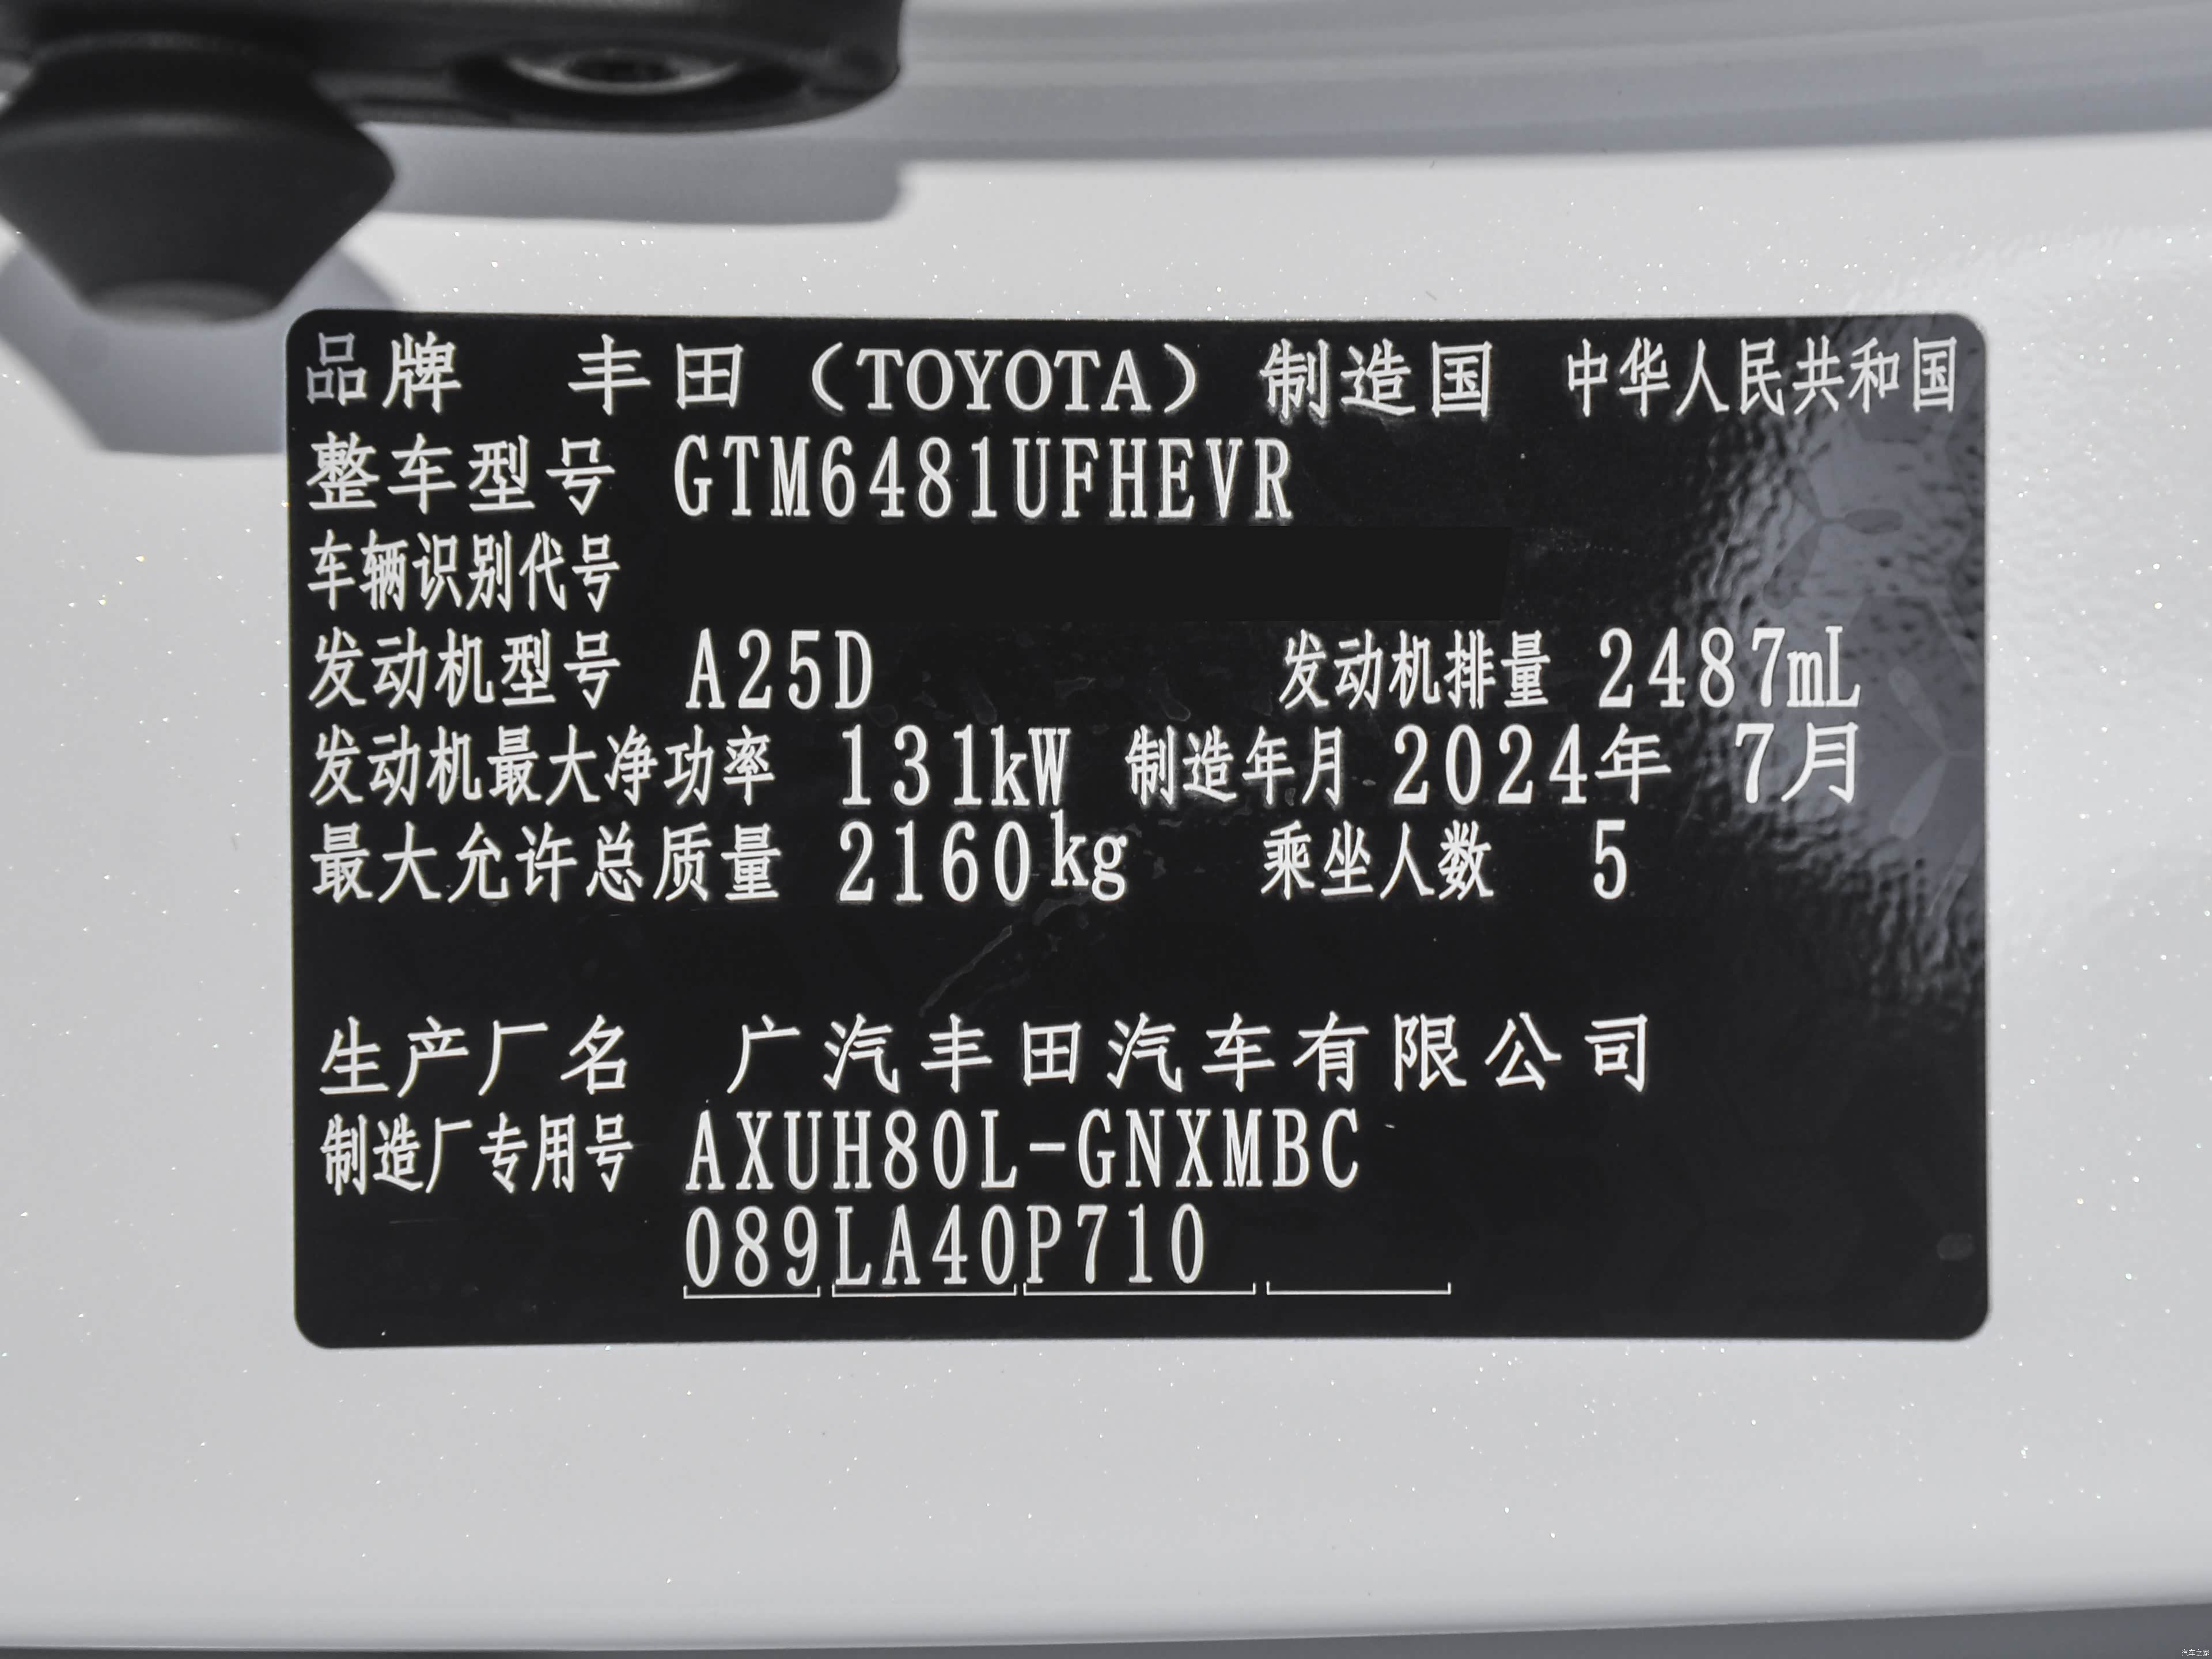 品牌 丰田（TOYOTA） 制造国 中华人民共和国
整车型号 GTM6481UFHEVR
车辆识别代号
发动机型号 A25D 发动机排量 2487mL
发动机最大净功率 131kW 制造年月 2024年 7月
最大允许总质量 2160kg 乘坐人数 5
生产厂名 广汽丰田汽车有限公司
制造厂专用号 AXUH80L-GNXMBC
089LA40P710
汽车之家